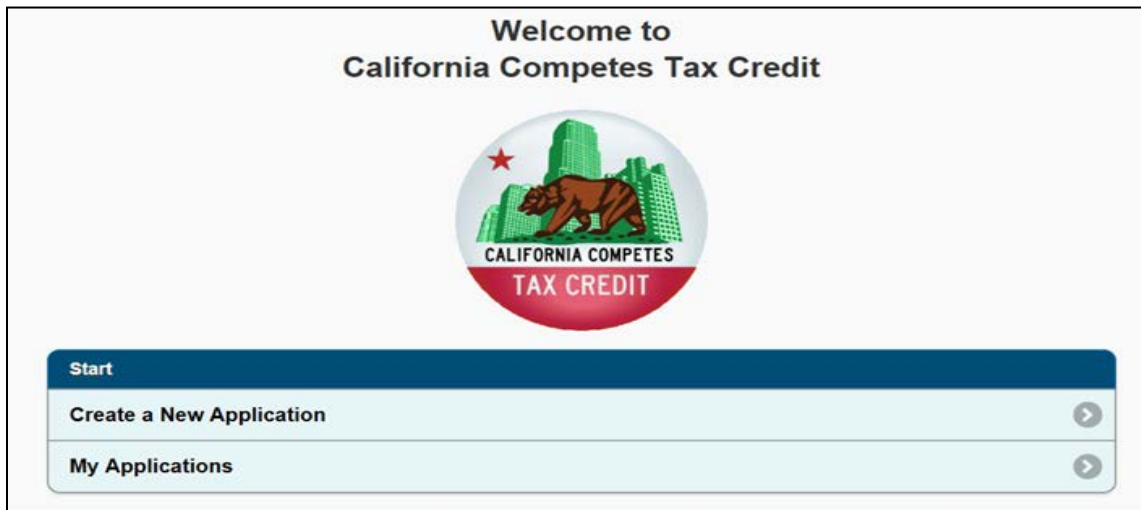 Welcome to
California Competes Tax Credit
CALIFORNIA COMPETES
TAX CREDIT
Start
Create a New Application
My Applications